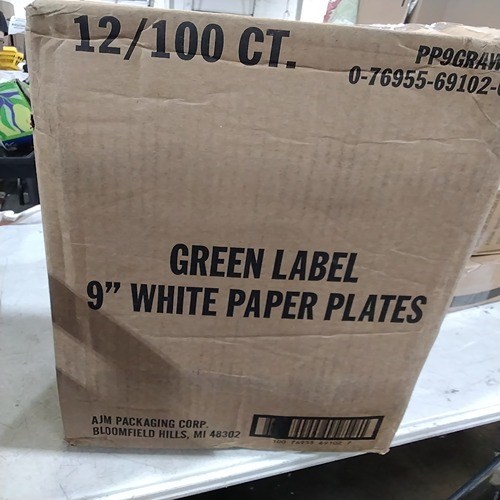 12/100 CT.
PP9GRAW
0-76955-69102-
GREEN LABEL
9” WHITE PAPER PLATES
AJM PACKAGING CORP.
BLOOMFIELD HILLS, MI 48302